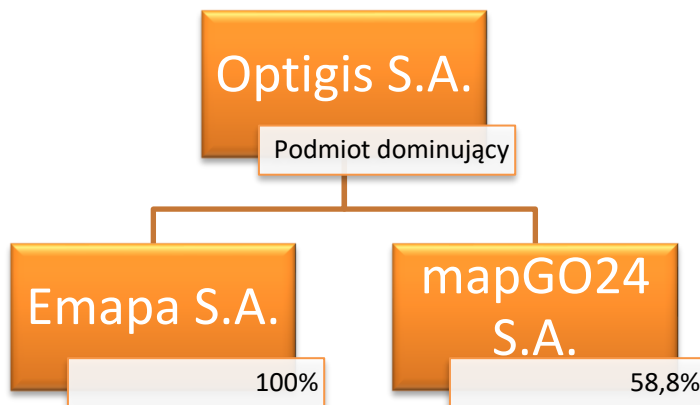 Optigis S.A.
Podmiot dominujący
Emapa S.A.
100%
mapGO24
S.A.
58,8%